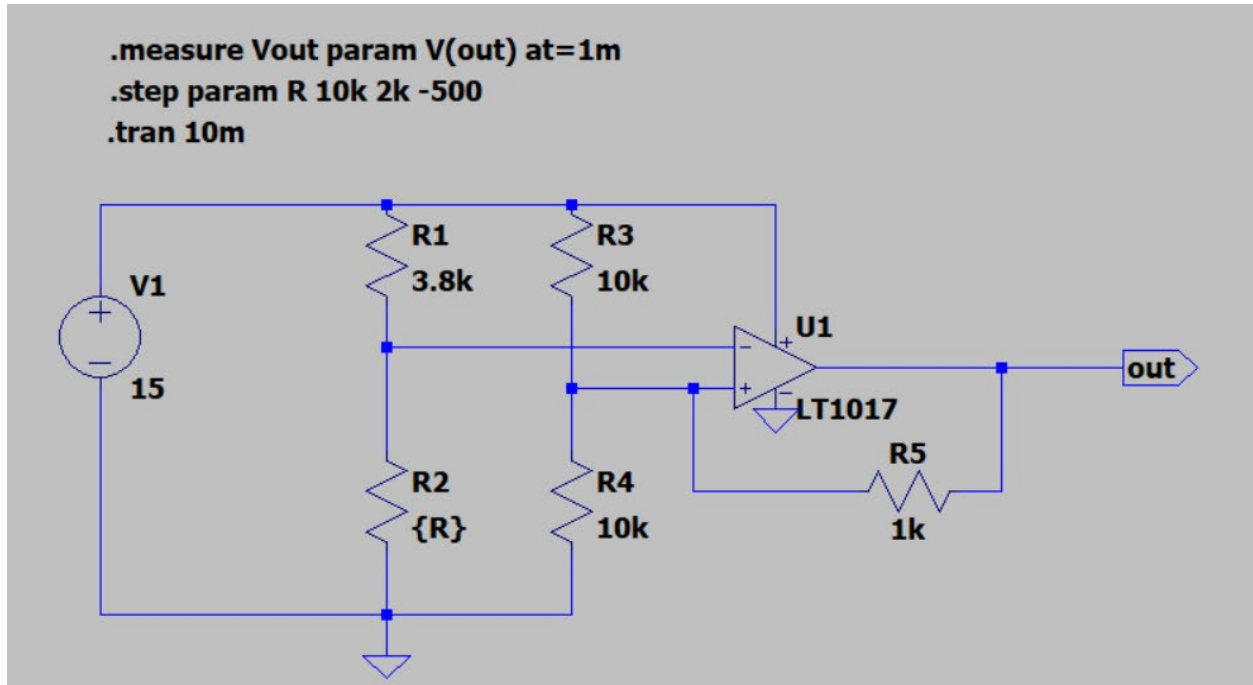 .measure Vout param V(out) at=1m
.step param R 10k 2k -500
.tran 10m
R1
3.8k
R3
10k
V1
+
−
15
U1
+
−
+
−
LT1017
out
R2
{R}
R4
10k
R5
1k